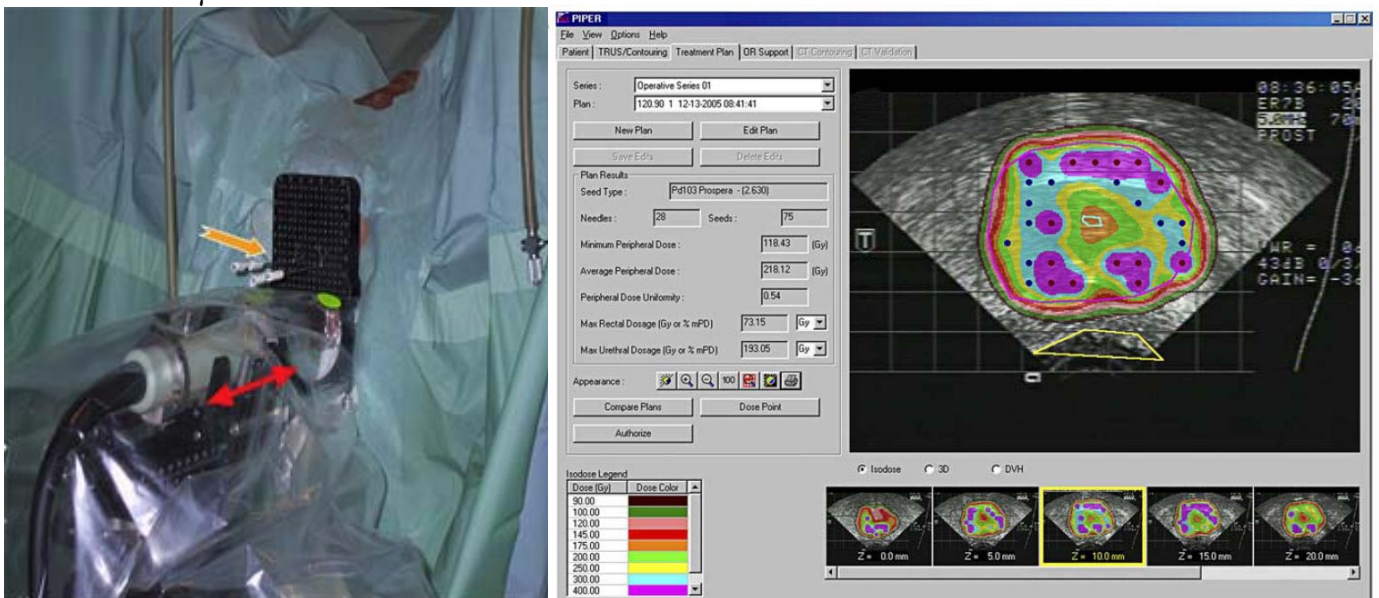 PIPER
File View Options Help
Patient TRUS/Contouring Treatment Plan OR Support CT Contouring CT Validation
Series : Operative Series 01
Plan : 120.90 1 12-13-2005 08:41:41
New Plan Edit Plan
Save Edits Delete Edits
Plan Results
Seed Type : Pd103 Prospera - (2.630)
Needles : 28 Seeds : 75
Minimum Peripheral Dose : 118.43 (Gy)
Average Peripheral Dose : 218.12 (Gy)
Peripheral Dose Uniformity : 0.54
Max Rectal Dosage (Gy or % mPD) 73.15 Gy
Max Urethral Dosage (Gy or % mPD) 193.05 Gy
Appearance : 100
Compare Plans Dose Point
Authorize
08:36:05
ER7B
5.0MHz
PROST
T
43dB
GAIN=
Isodose 3D DVH
Isodose Legend
Dose (Gy) Dose Color
90.00
100.00
120.00
145.00
175.00
200.00
250.00
300.00
400.00
Z = 0.0 mm Z = 5.0 mm Z = 10.0 mm Z = 15.0 mm Z = 20.0 mm